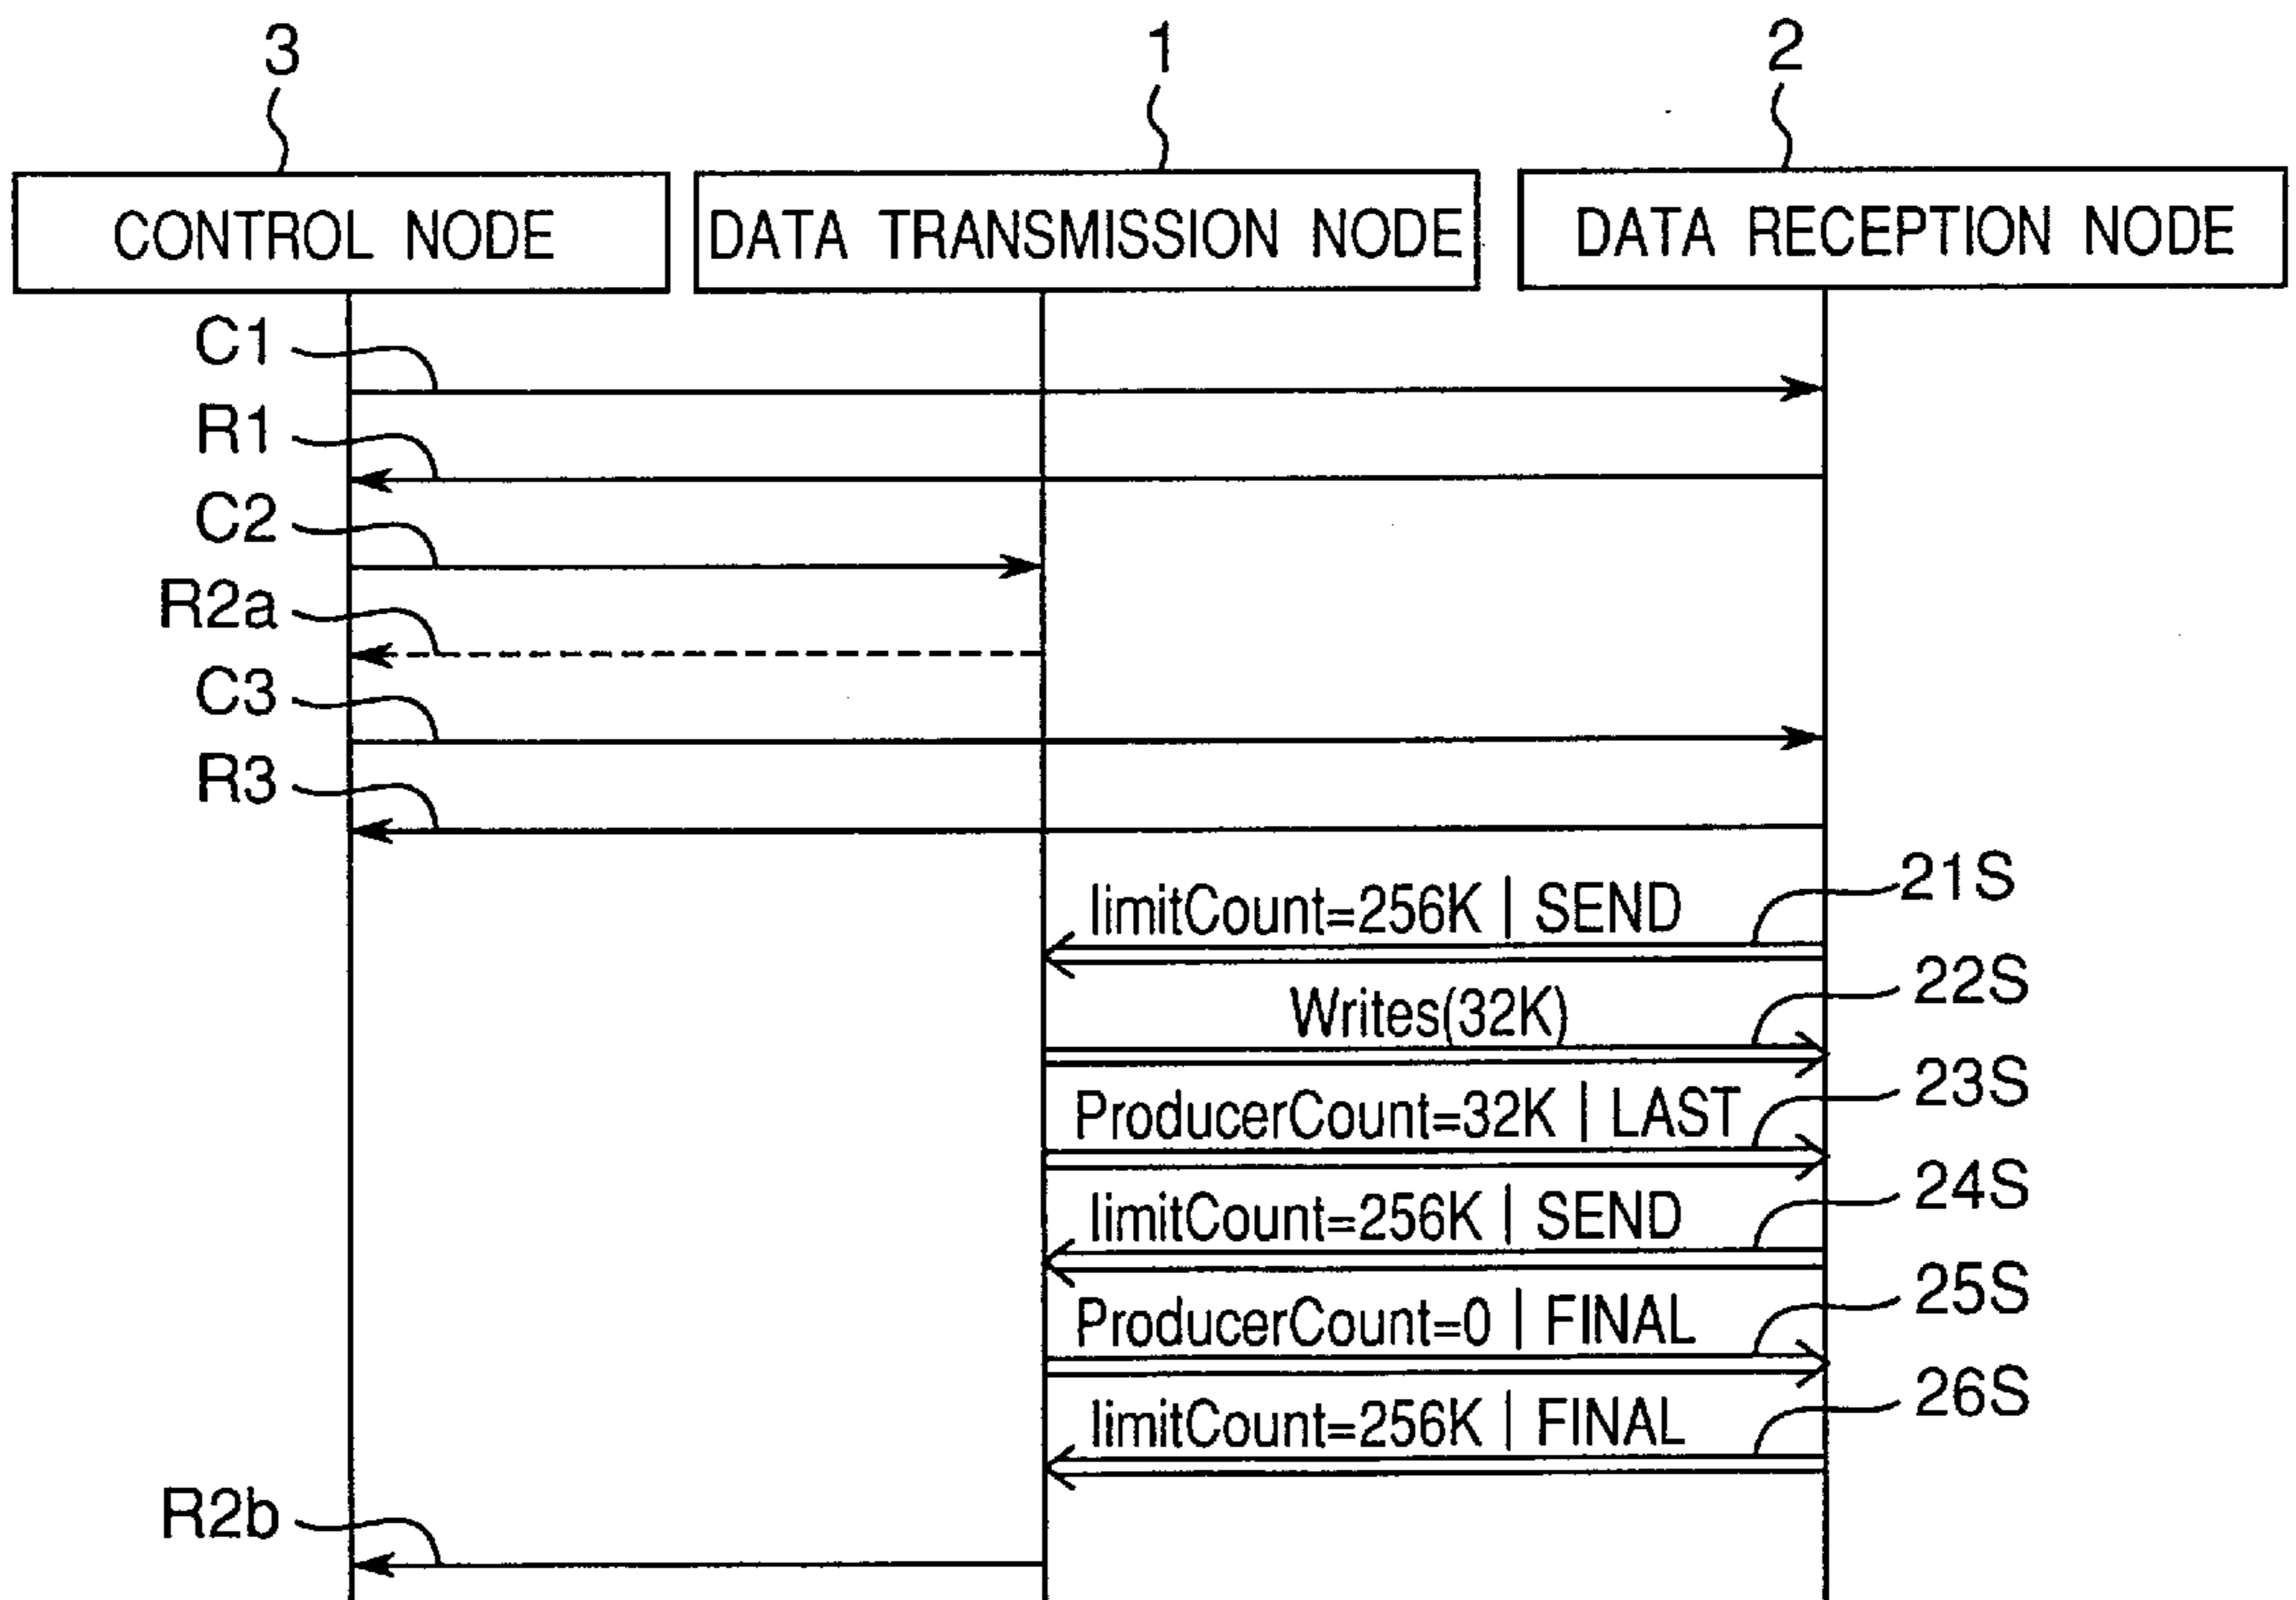 3 1 2
CONTROL NODE DATA TRANSMISSION NODE DATA RECEPTION NODE
C1
R1
C2
R2a
C3
R3
limitCount=256K | SEND 21S
Writes(32K) 22S
ProducerCount=32K | LAST 23S
limitCount=256K | SEND 24S
ProducerCount=0 | FINAL 25S
limitCount=256K | FINAL 26S
R2b